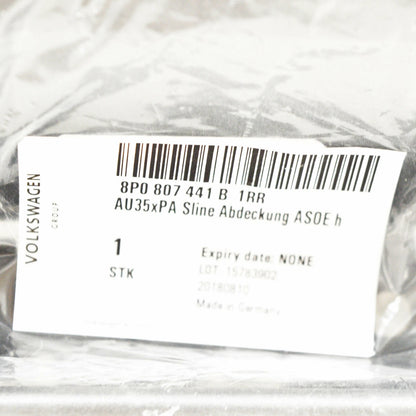 VOLKSWAGEN
GROUP
8P0 807 441 B 1RR
AU35xPA Sline Abdeckung ASOE h
1
STK
Expiry date: NONE
LOT: 15783902
20180810
Made in Germany